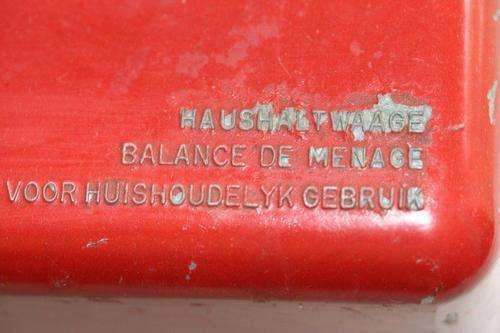 HAUSHALTWAAGE
BALANCE DE MENAGE
VOOR HUISHOUDELYK GEBRUIK